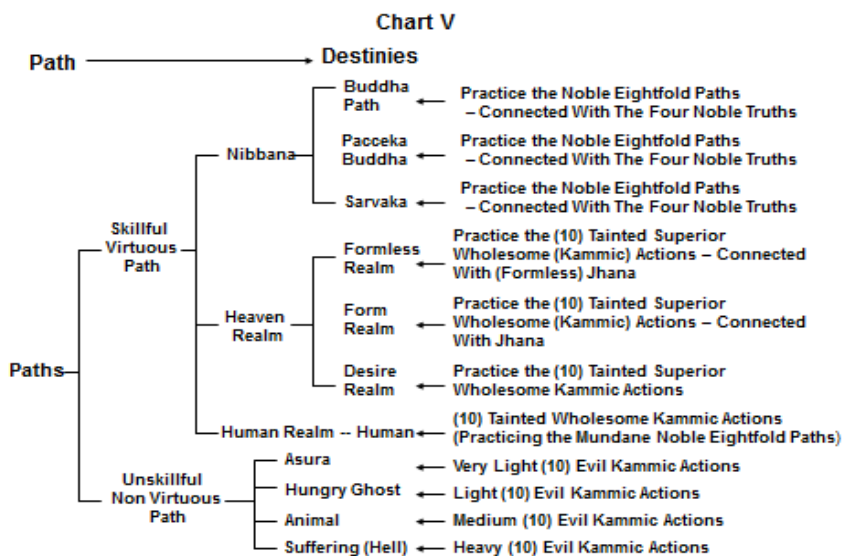 Chart V
Path
Destinies
Buddha
Path
Practice the Noble Eightfold Paths
– Connected With The Four Noble Truths
Nibbana
Pacceka
Buddha
Practice the Noble Eightfold Paths
– Connected With The Four Noble Truths
Sarvaka
Practice the Noble Eightfold Paths
– Connected With The Four Noble Truths
Skillful
Virtuous
Path
Formless
Realm
Practice the (10) Tainted Superior
Wholesome (Kammic) Actions – Connected
With (Formless) Jhana
Heaven
Realm
Form
Realm
Practice the (10) Tainted Superior
Wholesome (Kammic) Actions – Connected
With Jhana
Paths
Desire
Realm
Practice the (10) Tainted Superior
Wholesome Kammic Actions
Human Realm -- Human
(10) Tainted Wholesome Kammic Actions
(Practicing the Mundane Noble Eightfold Paths)
Unskillful
Non Virtuous
Path
Asura
Very Light (10) Evil Kammic Actions
Hungry Ghost
Light (10) Evil Kammic Actions
Animal
Medium (10) Evil Kammic Actions
Suffering (Hell)
Heavy (10) Evil Kammic Actions